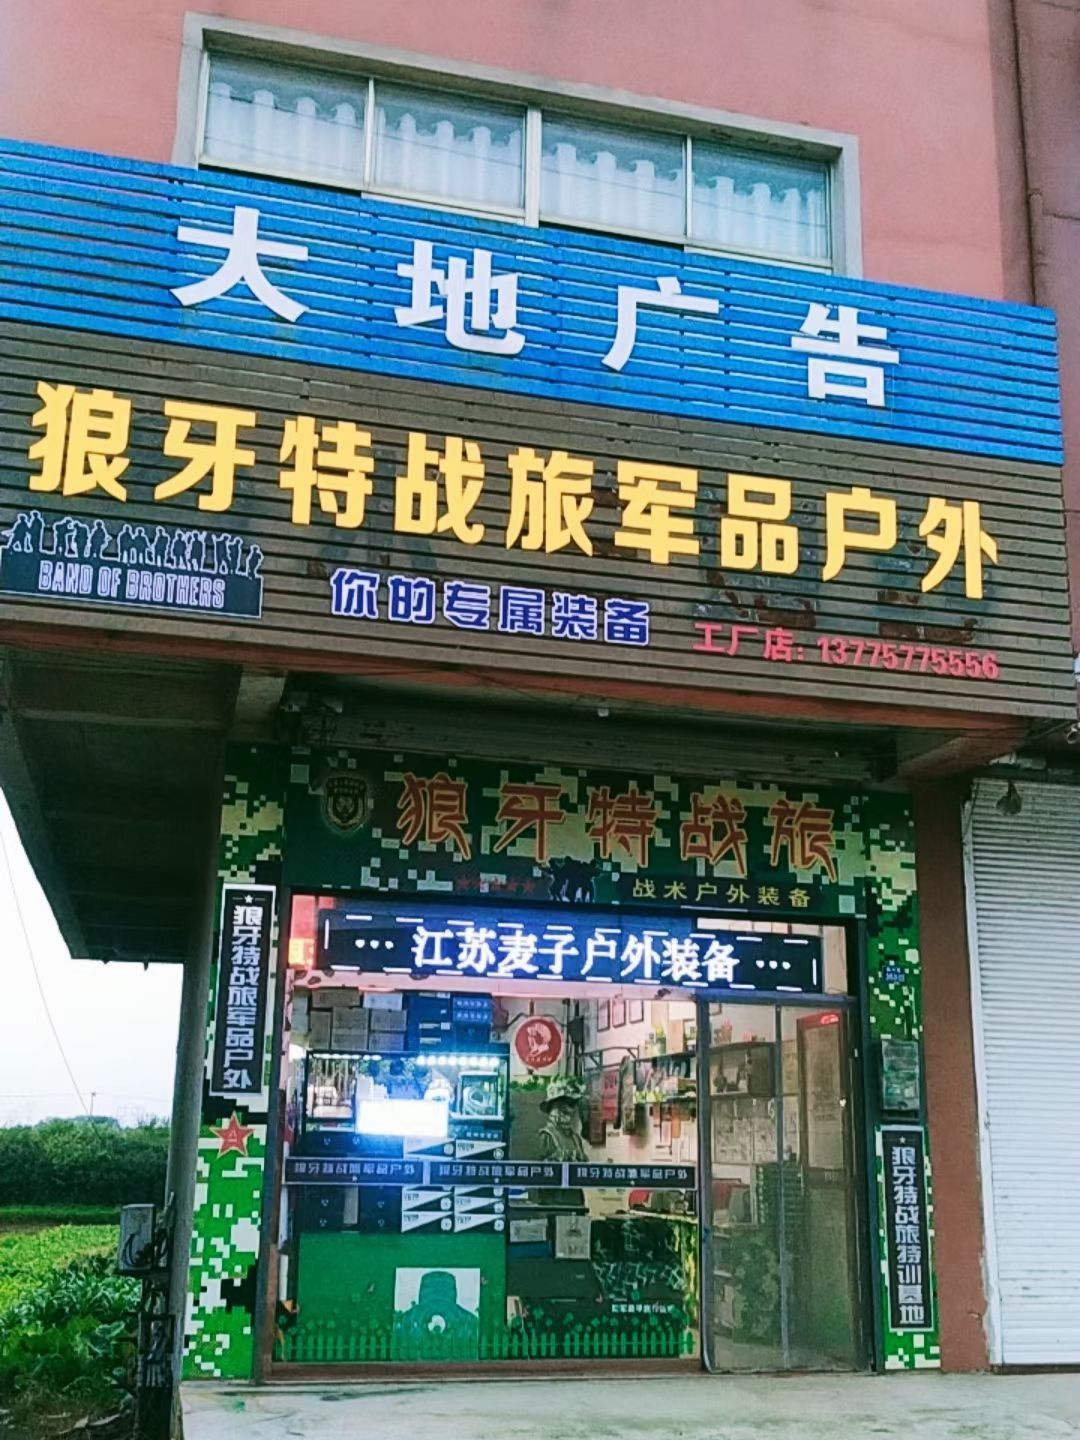 大地广告
狼牙特战旅军品户外
BAND OF BROTHERS
你的专属装备
工厂店: 13775775556
狼牙特战旅
战术户外装备
··· 江苏麦子户外装备 ···
狼牙特战旅军品户外
狼牙特战旅军品户外
狼牙特战旅军品户外
狼牙特战旅军品户外
狼牙特战旅特训基地